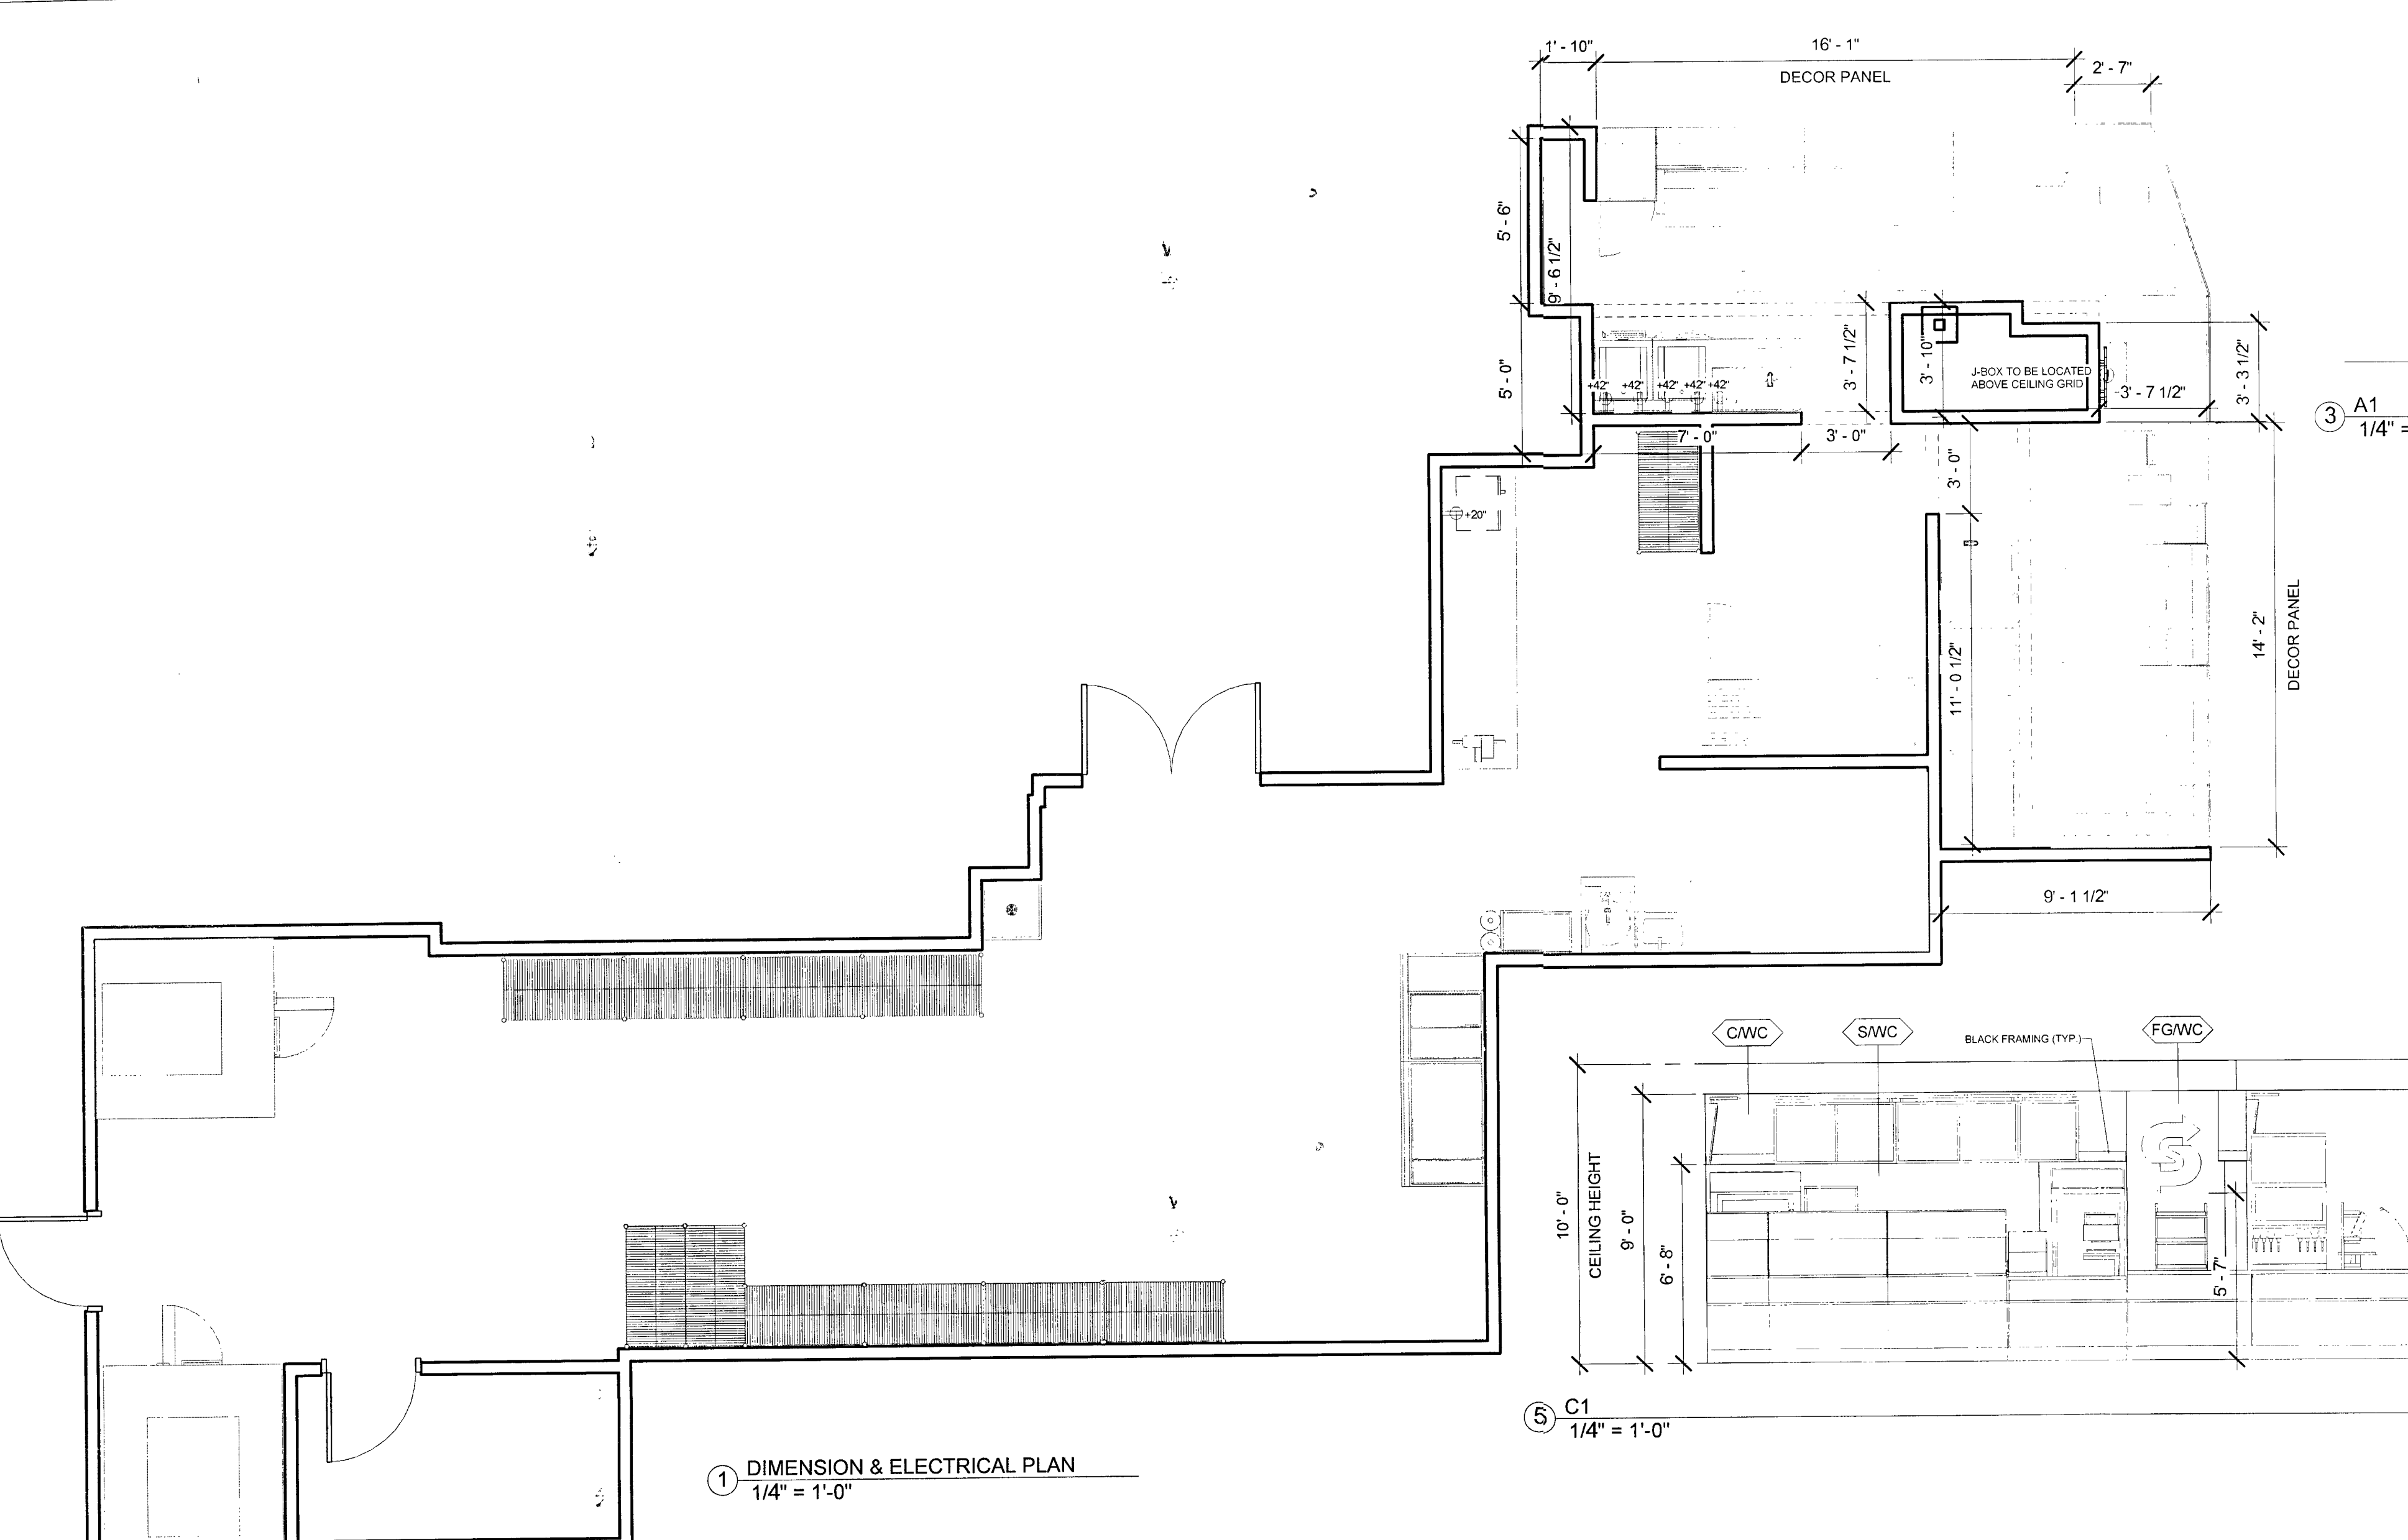 1' - 10"
16' - 1"
DECOR PANEL
2' - 7"
5' - 6"
9' - 6 1/2"
5' - 0"
+42"
+42"
+42"
+42"
+42"
3' - 7 1/2"
3' - 10"
J-BOX TO BE LOCATED
ABOVE CEILING GRID
3' - 7 1/2"
3' - 3 1/2"
3 A1
1/4" =
7' - 0"
3' - 0"
3' - 0"
+20"
11' - 0 1/2"
14' - 2"
DECOR PANEL
9' - 1 1/2"
C/WC
S/WC
BLACK FRAMING (TYP.)
FG/WC
10' - 0"
CEILING HEIGHT
9' - 0"
6' - 8"
5' - 7"
5 C1
1/4" = 1'-0"
1 DIMENSION & ELECTRICAL PLAN
1/4" = 1'-0"